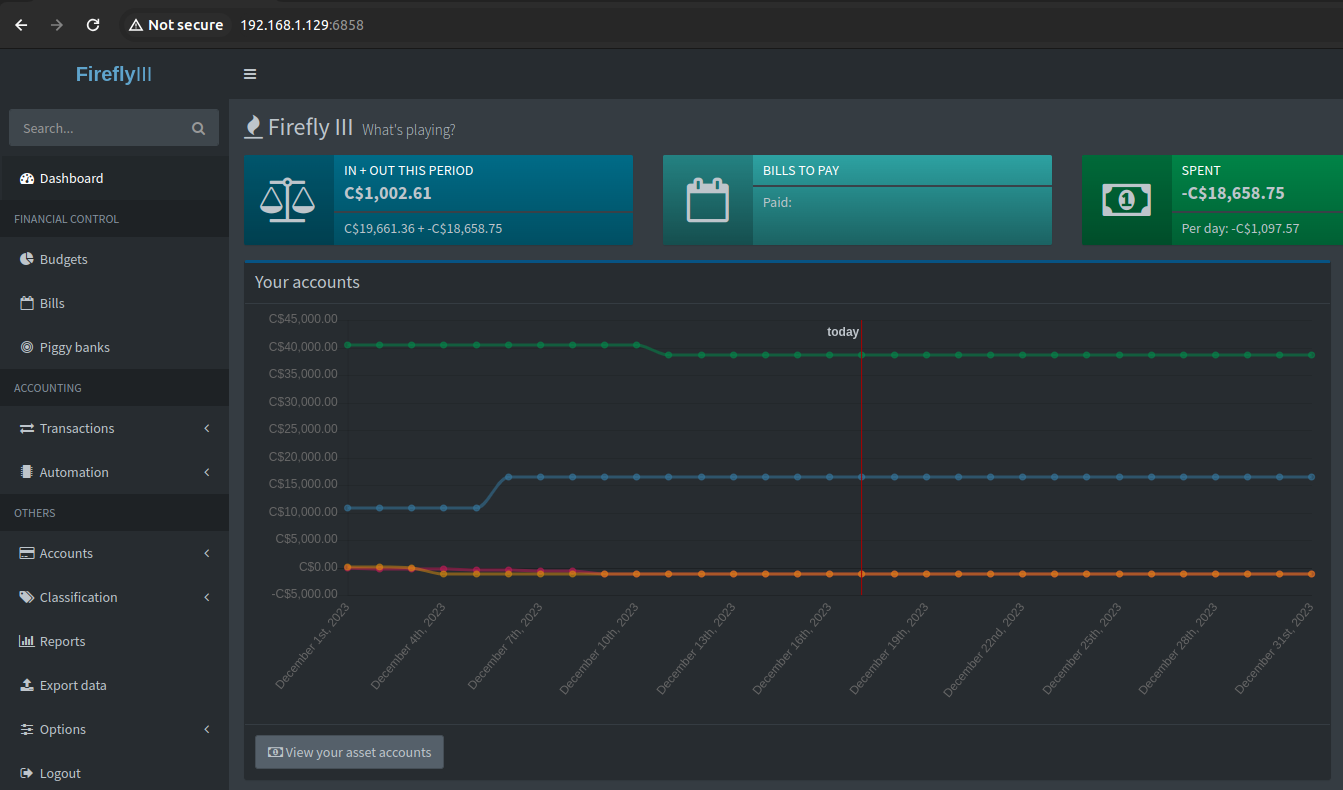 Not secure 192.168.1.129:6858
FireflyIII
Search...
Dashboard
FINANCIAL CONTROL
Budgets
Bills
Piggy banks
ACCOUNTING
Transactions
Automation
OTHERS
Accounts
Classification
Reports
Export data
Options
Logout
Firefly III What's playing?
IN + OUT THIS PERIOD
C$1,002.61
C$19,661.36 + -C$18,658.75
BILLS TO PAY
Paid:
1
SPENT
-C$18,658.75
Per day: -C$1,097.57
Your accounts
today
C$45,000.00
C$40,000.00
C$35,000.00
C$30,000.00
C$25,000.00
C$20,000.00
C$15,000.00
C$10,000.00
C$5,000.00
C$0.00
-C$5,000.00
December 1st, 2023
December 4th, 2023
December 7th, 2023
December 10th, 2023
December 13th, 2023
December 16th, 2023
December 19th, 2023
December 22nd, 2023
December 25th, 2023
December 28th, 2023
December 31st, 2023
View your asset accounts